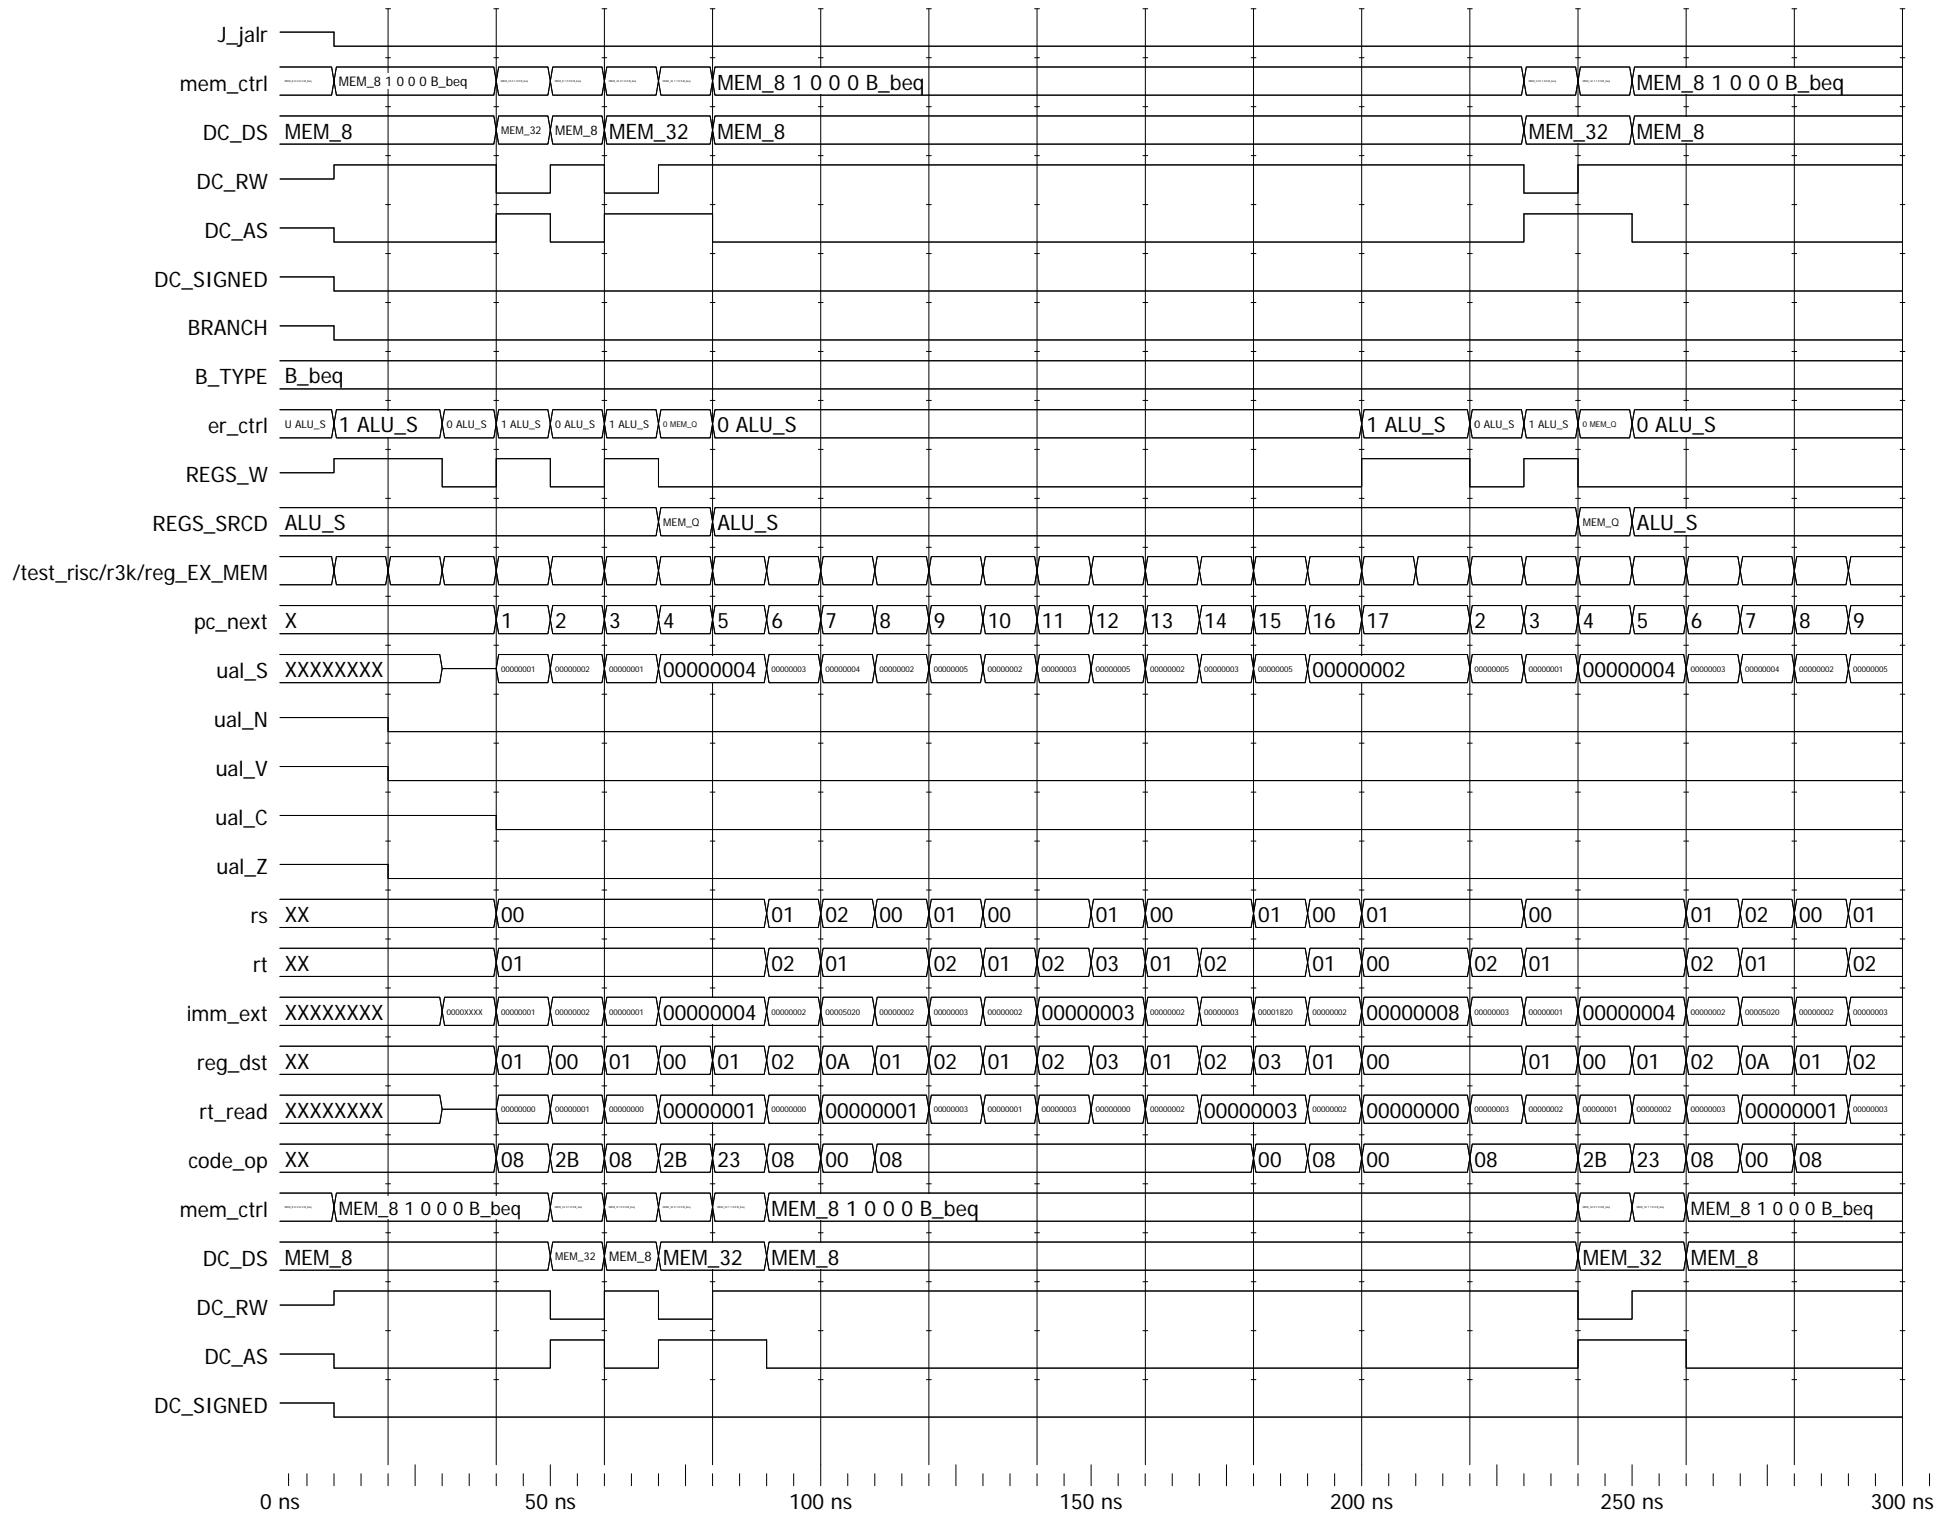 J_jalr
mem_ctrl MEM_8 1 0 0 0 B_beq MEM_8 1 0 0 0 B_beq MEM_8 1 0 0 0 B_beq
DC_DS MEM_8 MEM_32 MEM_8 MEM_32 MEM_8 MEM_32 MEM_8
DC_RW
DC_AS
DC_SIGNED
BRANCH
B_TYPE B_beq
er_ctrl U ALU_S 1 ALU_S 0 ALU_S 1 ALU_S 0 ALU_S 1 ALU_S 0 MEM_Q 0 ALU_S 1 ALU_S 0 ALU_S 1 ALU_S 0 MEM_Q 0 ALU_S
REGS_W
REGS_SRCD ALU_S MEM_Q ALU_S MEM_Q ALU_S
/test_risc/r3k/reg_EX_MEM
pc_next X 1 2 3 4 5 6 7 8 9 10 11 12 13 14 15 16 17 2 3 4 5 6 7 8 9
ual_S XXXXXXXX 00000001 00000002 00000001 00000004 00000003 00000004 00000002 00000005 00000002 00000003 00000005 00000002 00000003 00000005 00000002 00000005 00000001 00000004 00000003 00000004 00000002 00000005
ual_N
ual_V
ual_C
ual_Z
rs XX 00 01 02 00 01 00 01 00 01 00 01 00 01 02 00 01
rt XX 01 02 01 02 01 02 03 01 02 01 00 02 01 02 01 02
imm_ext XXXXXXXX 0000XXXX 00000001 00000002 00000001 00000004 00000002 00005020 00000002 00000003 00000002 00000003 00000002 00000003 00001820 00000002 00000008 00000003 00000001 00000004 00000002 00005020 00000002 00000003
reg_dst XX 01 00 01 00 01 02 0A 01 02 01 02 03 01 02 03 01 00 01 00 01 02 0A 01 02
rt_read XXXXXXXX 00000000 00000001 00000000 00000001 00000000 00000001 00000003 00000001 00000003 00000000 00000002 00000003 00000002 00000000 00000003 00000002 00000001 00000002 00000003 00000001 00000003
code_op XX 08 2B 08 2B 23 08 00 08 00 08 00 08 2B 23 08 00 08
mem_ctrl MEM_8 1 0 0 0 B_beq MEM_8 1 0 0 0 B_beq MEM_8 1 0 0 0 B_beq
DC_DS MEM_8 MEM_32 MEM_8 MEM_32 MEM_8 MEM_32 MEM_8
DC_RW
DC_AS
DC_SIGNED
0 ns 50 ns 100 ns 150 ns 200 ns 250 ns 300 ns